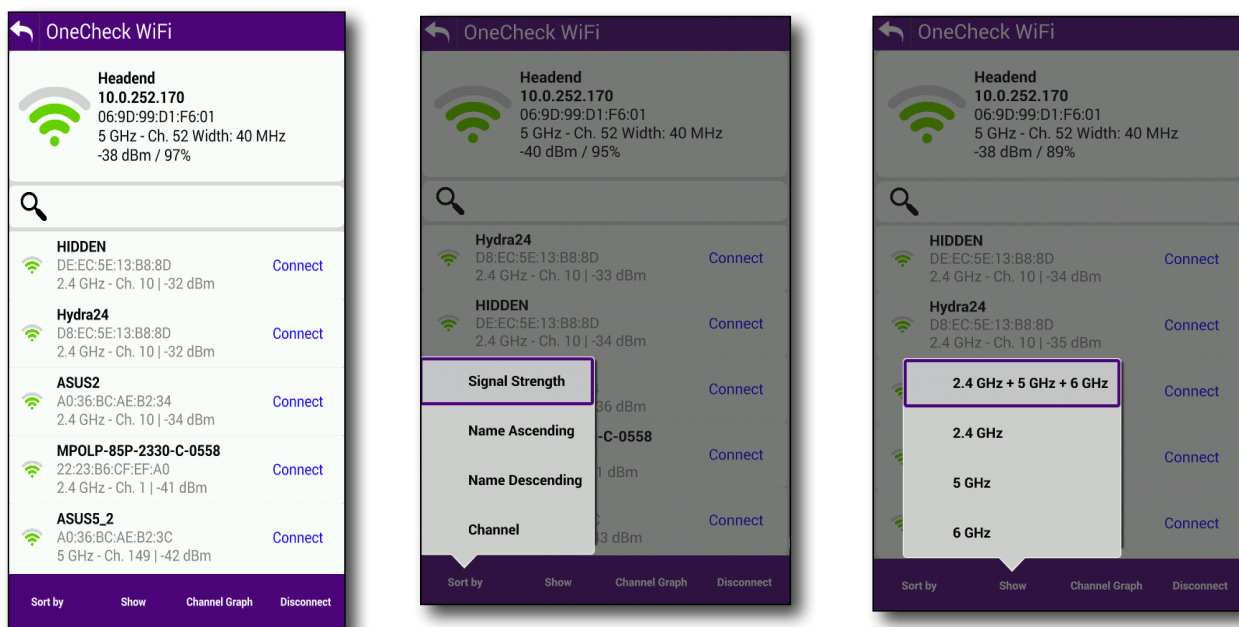 OneCheck WiFi
Headend
10.0.252.170
06:9D:99:D1:F6:01
5 GHz - Ch. 52 Width: 40 MHz
-38 dBm / 97%
HIDDEN
DE:EC:5E:13:B8:8D
2.4 GHz - Ch. 10 | -32 dBm
Connect
Hydra24
D8:EC:5E:13:B8:8D
2.4 GHz - Ch. 10 | -32 dBm
Connect
ASUS2
A0:36:BC:AE:B2:34
2.4 GHz - Ch. 10 | -34 dBm
Connect
MPOLP-85P-2330-C-0558
22:23:B6:CF:EF:A0
2.4 GHz - Ch. 1 | -41 dBm
Connect
ASUS5_2
A0:36:BC:AE:B2:3C
5 GHz - Ch. 149 | -42 dBm
Connect
Sort by Show Channel Graph Disconnect
OneCheck WiFi
Headend
10.0.252.170
06:9D:99:D1:F6:01
5 GHz - Ch. 52 Width: 40 MHz
-40 dBm / 95%
Hydra24
D8:EC:5E:13:B8:8D
2.4 GHz - Ch. 10 | -33 dBm
Connect
HIDDEN
DE:EC:5E:13:B8:8D
2.4 GHz - Ch. 10 | -34 dBm
Connect
Signal Strength
Name Ascending
Name Descending
Channel
36 dBm
Connect
-C-0558
1 dBm
Connect
43 dBm
Connect
Sort by Show Channel Graph Disconnect
OneCheck WiFi
Headend
10.0.252.170
06:9D:99:D1:F6:01
5 GHz - Ch. 52 Width: 40 MHz
-38 dBm / 89%
HIDDEN
DE:EC:5E:13:B8:8D
2.4 GHz - Ch. 10 | -34 dBm
Connect
Hydra24
D8:EC:5E:13:B8:8D
2.4 GHz - Ch. 10 | -35 dBm
Connect
2.4 GHz + 5 GHz + 6 GHz
2.4 GHz
5 GHz
6 GHz
Connect
Connect
Connect
Sort by Show Channel Graph Disconnect